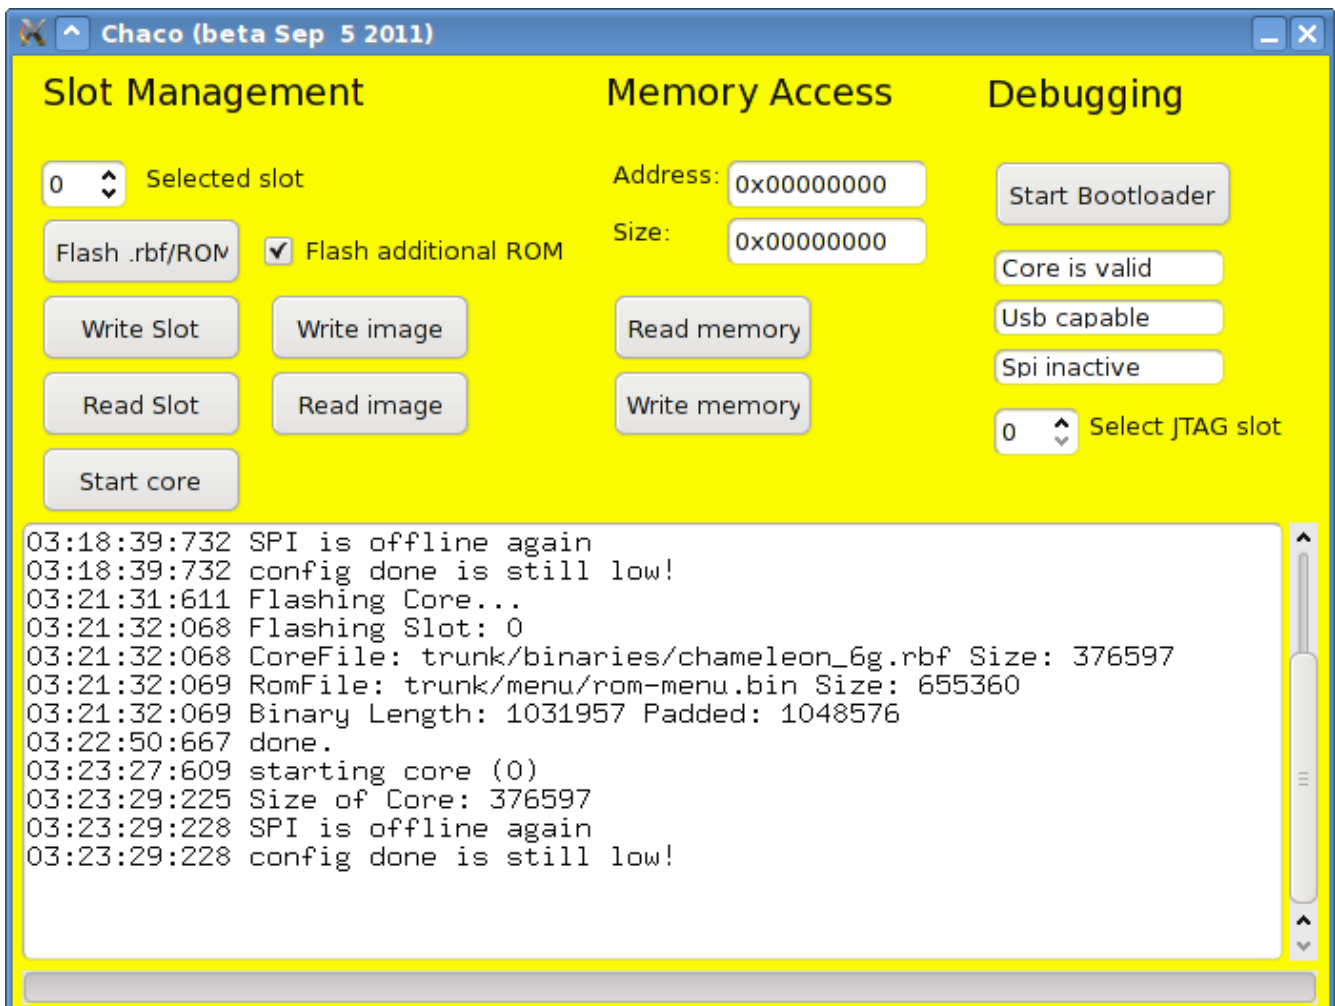 Chaco (beta Sep  5 2011)
Slot Management
Memory Access
Debugging
0 Selected slot
Address: 0x00000000
Start Bootloader
Flash .rbf/ROM
Flash additional ROM
Size: 0x00000000
Core is valid
Write Slot
Write image
Read memory
Usb capable
Spi inactive
Read Slot
Read image
Write memory
0 Select JTAG slot
Start core
03:18:39:732 SPI is offline again
03:18:39:732 config done is still low!
03:21:31:611 Flashing Core...
03:21:32:068 Flashing Slot: 0
03:21:32:068 CoreFile: trunk/binaries/chameleon_6g.rbf Size: 376597
03:21:32:069 RomFile: trunk/menu/rom-menu.bin Size: 655360
03:21:32:069 Binary Length: 1031957 Padded: 1048576
03:22:50:667 done.
03:23:27:609 starting core (0)
03:23:29:225 Size of Core: 376597
03:23:29:228 SPI is offline again
03:23:29:228 config done is still low!